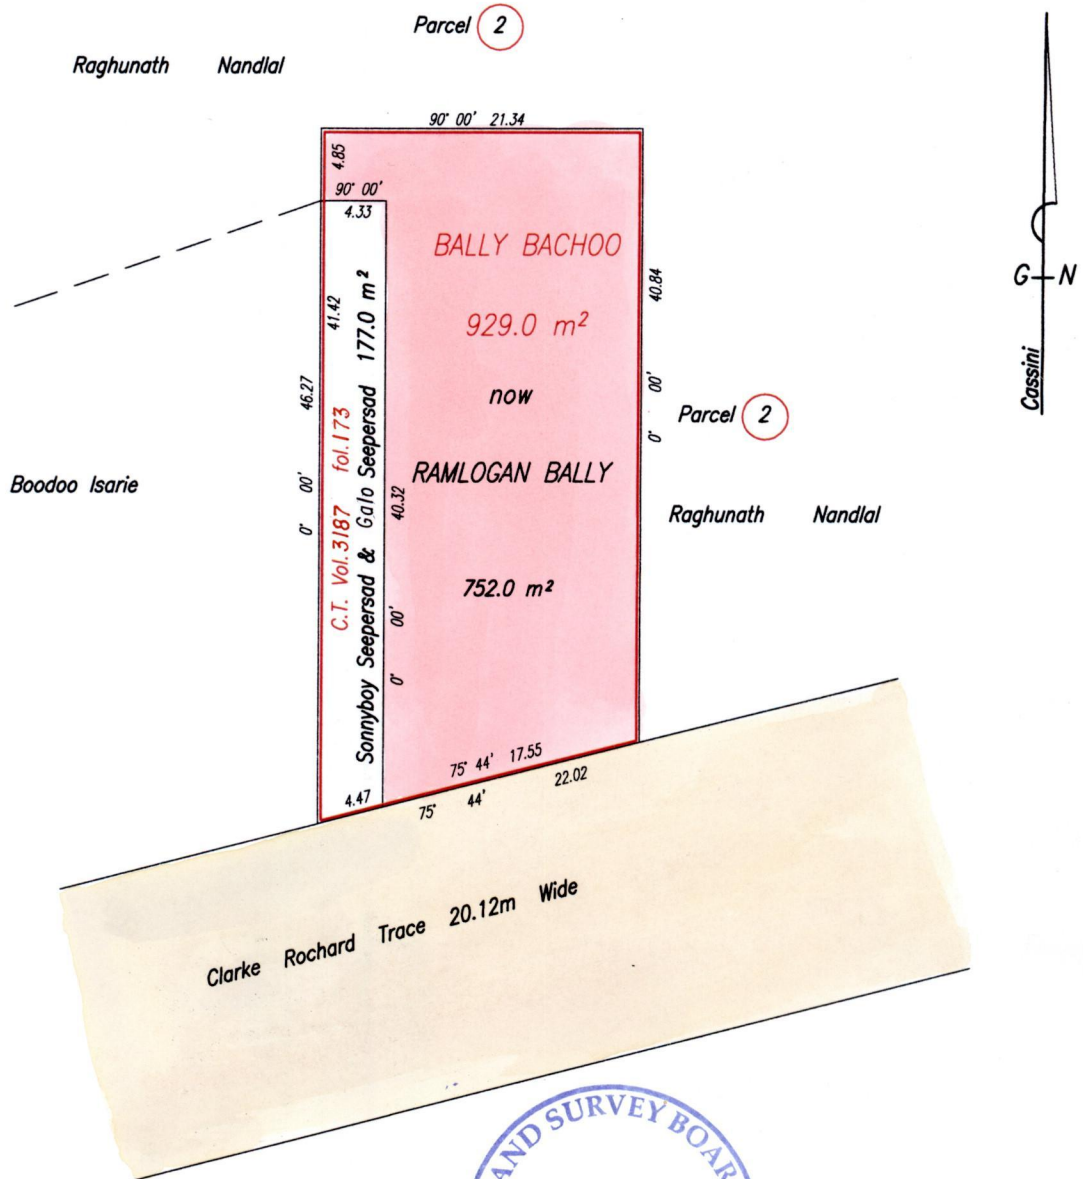 Parcel 2
Raghunath Nandlal
90° 00' 21.34
4.85
90° 00'
4.33
BALLY BACHOO
929.0 m²
now
RAMLOGAN BALLY
752.0 m²
41.42
46.27
0° 00'
C.T. Vol.3187 fol.173
Sonnyboy Seepersad & Galo Seepersad 177.0 m²
0° 00' 40.32
0° 00' 40.84
Parcel 2
Raghunath Nandlal
Boodoo Isarie
G N
Cassini
75° 44' 17.55
4.47
75° 44' 22.02
Clarke Rochard Trace 20.12m Wide
AND SURVEY BOAR